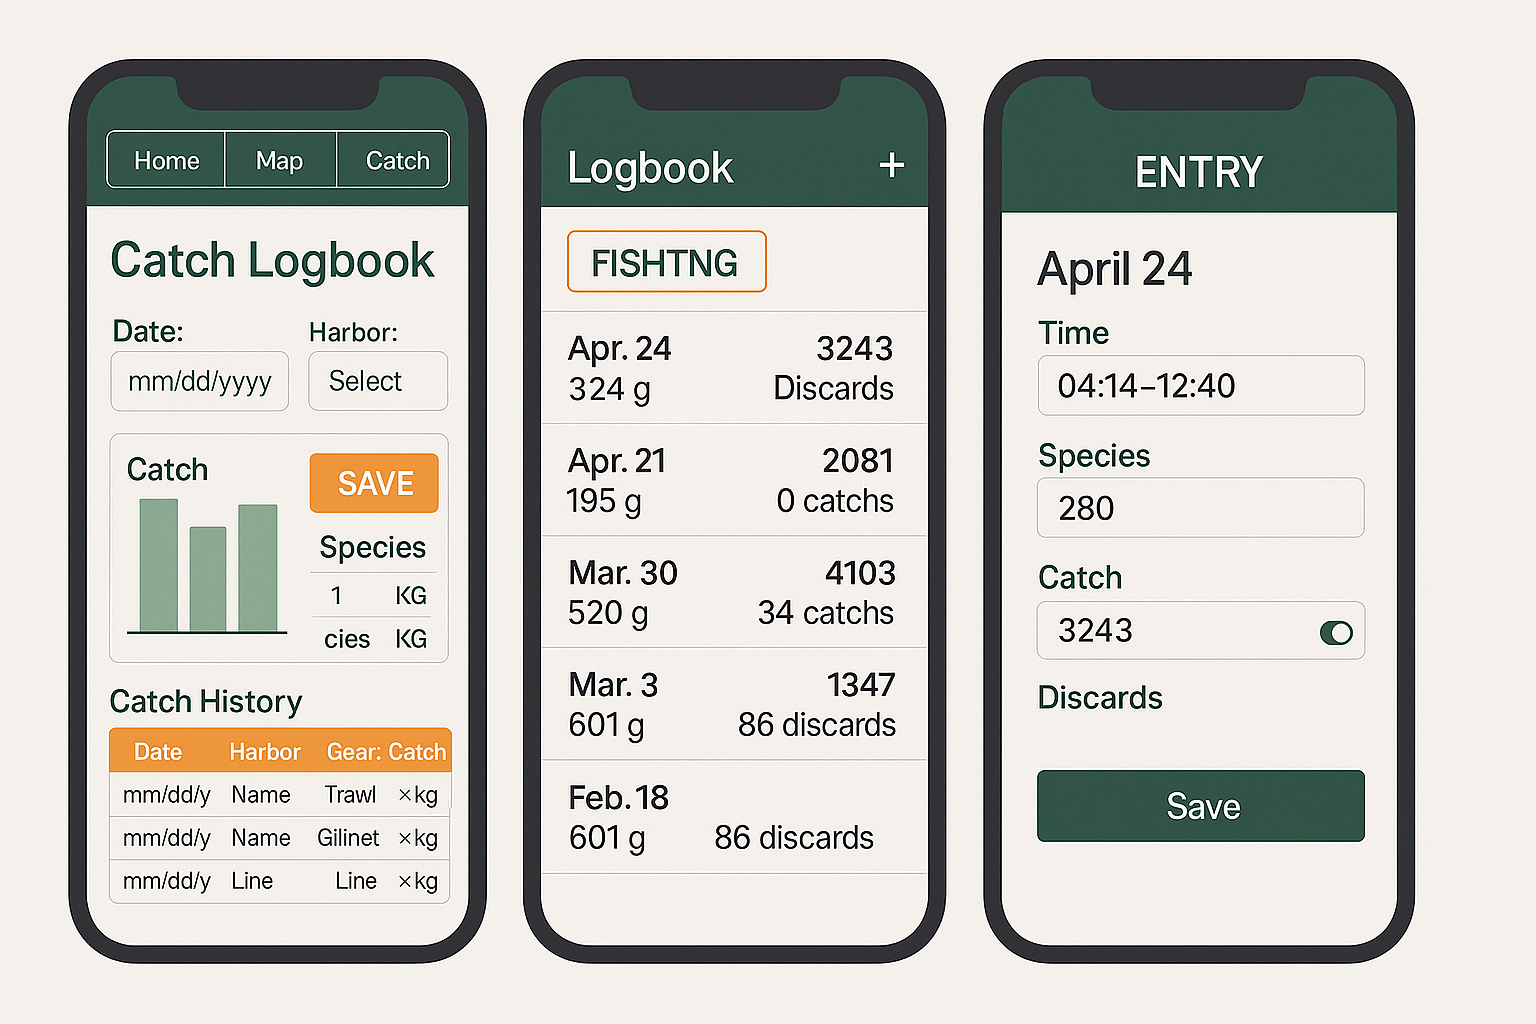 Home Map Catch
Catch Logbook
Date: Harbor:
mm/dd/yyyy Select
Catch SAVE
Species
1 KG
cies KG
Catch History
Date Harbor Gear: Catch
mm/dd/y Name Trawl ×kg
mm/dd/y Name Gilinet ×kg
mm/dd/y Line Line ×kg
Logbook +
FISHTNG
Apr. 24 3243
324 g Discards
Apr. 21 2081
195 g 0 catchs
Mar. 30 4103
520 g 34 catchs
Mar. 3 1347
601 g 86 discards
Feb. 18
601 g 86 discards
ENTRY
April 24
Time
04:14–12:40
Species
280
Catch
3243
Discards
Save